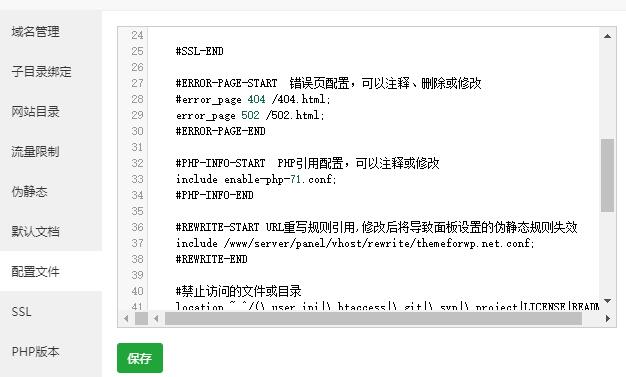 域名管理
子目录绑定
网站目录
流量限制
伪静态
默认文档
配置文件
SSL
PHP版本
24
25 #SSL-END
26
27 #ERROR-PAGE-START 错误页配置，可以注释、删除或修改
28 #error_page 404 /404.html;
29 error_page 502 /502.html;
30 #ERROR-PAGE-END
31
32 #PHP-INFO-START PHP引用配置，可以注释或修改
33 include enable-php-71.conf;
34 #PHP-INFO-END
35
36 #REWRITE-START URL重写规则引用,修改后将导致面板设置的伪静态规则失效
37 include /www/server/panel/vhost/rewrite/themeforwp.net.conf;
38 #REWRITE-END
39
40 #禁止访问的文件或目录
41 location ~ ^/(\.user.ini|\.htaccess|\.git|\.svn|\.project|LICENSE|READM
保存